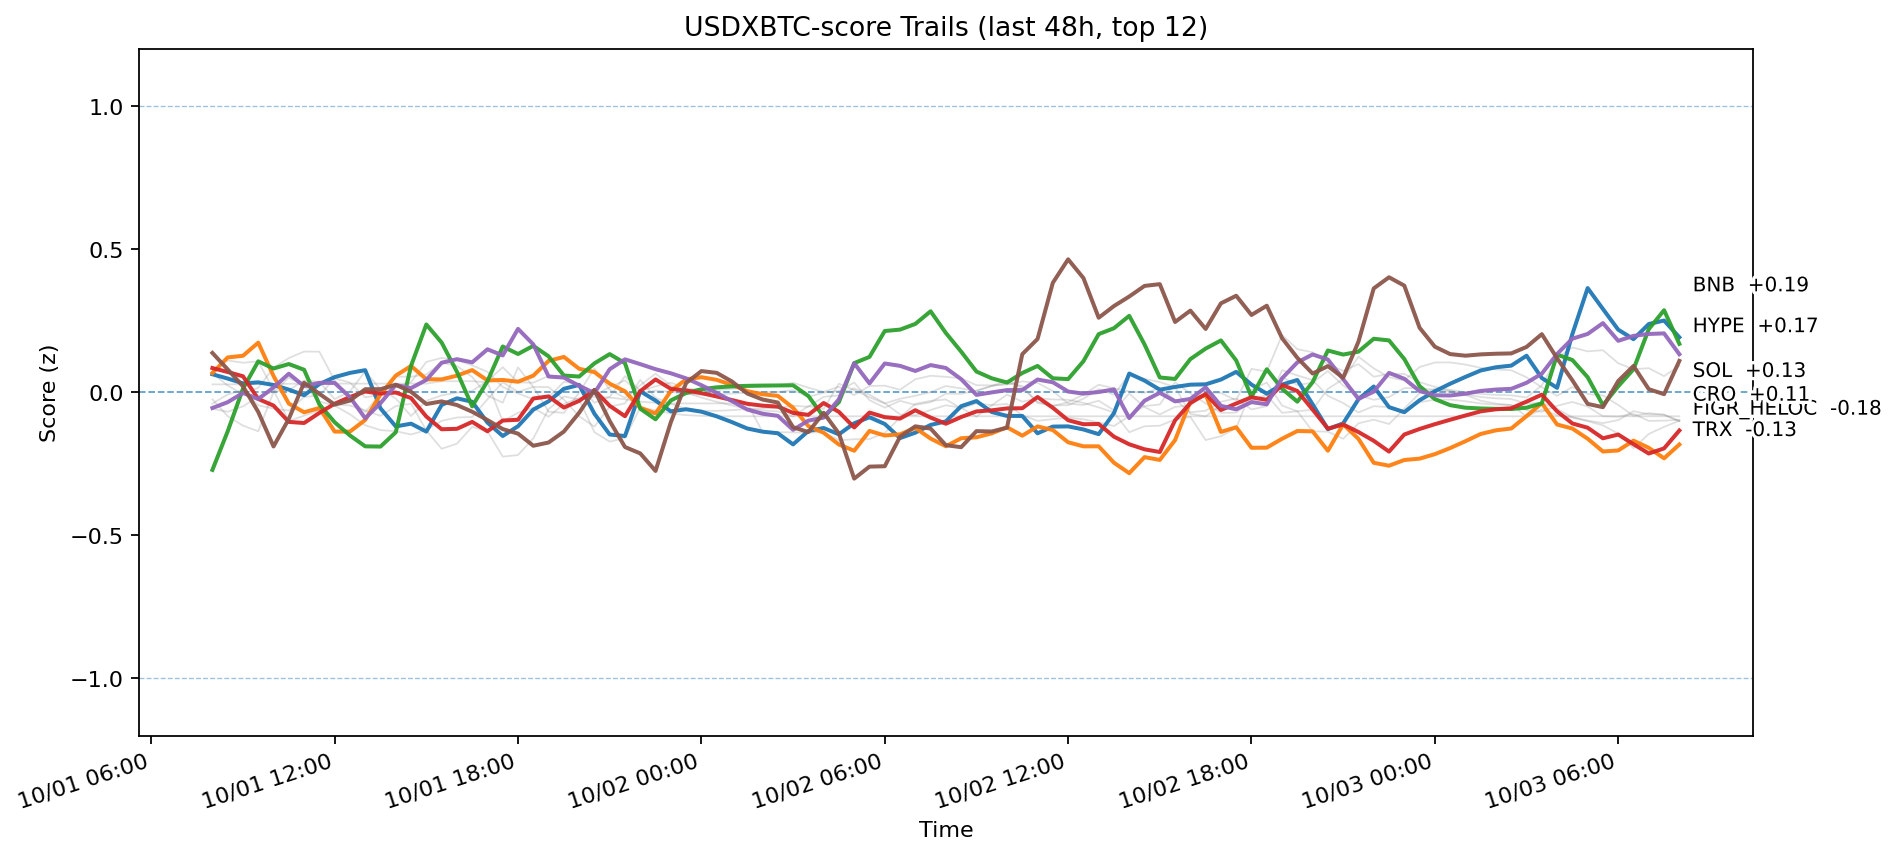 USDXBTC-score Trails (last 48h, top 12)
Score (z)
1.0
0.5
0.0
−0.5
−1.0
BNB +0.19
HYPE +0.17
SOL +0.13
CRO +0.11
FIGR_HELOC -0.18
TRX -0.13
10/01 06:00
10/01 12:00
10/01 18:00
10/02 00:00
10/02 06:00
10/02 12:00
10/02 18:00
10/03 00:00
10/03 06:00
Time